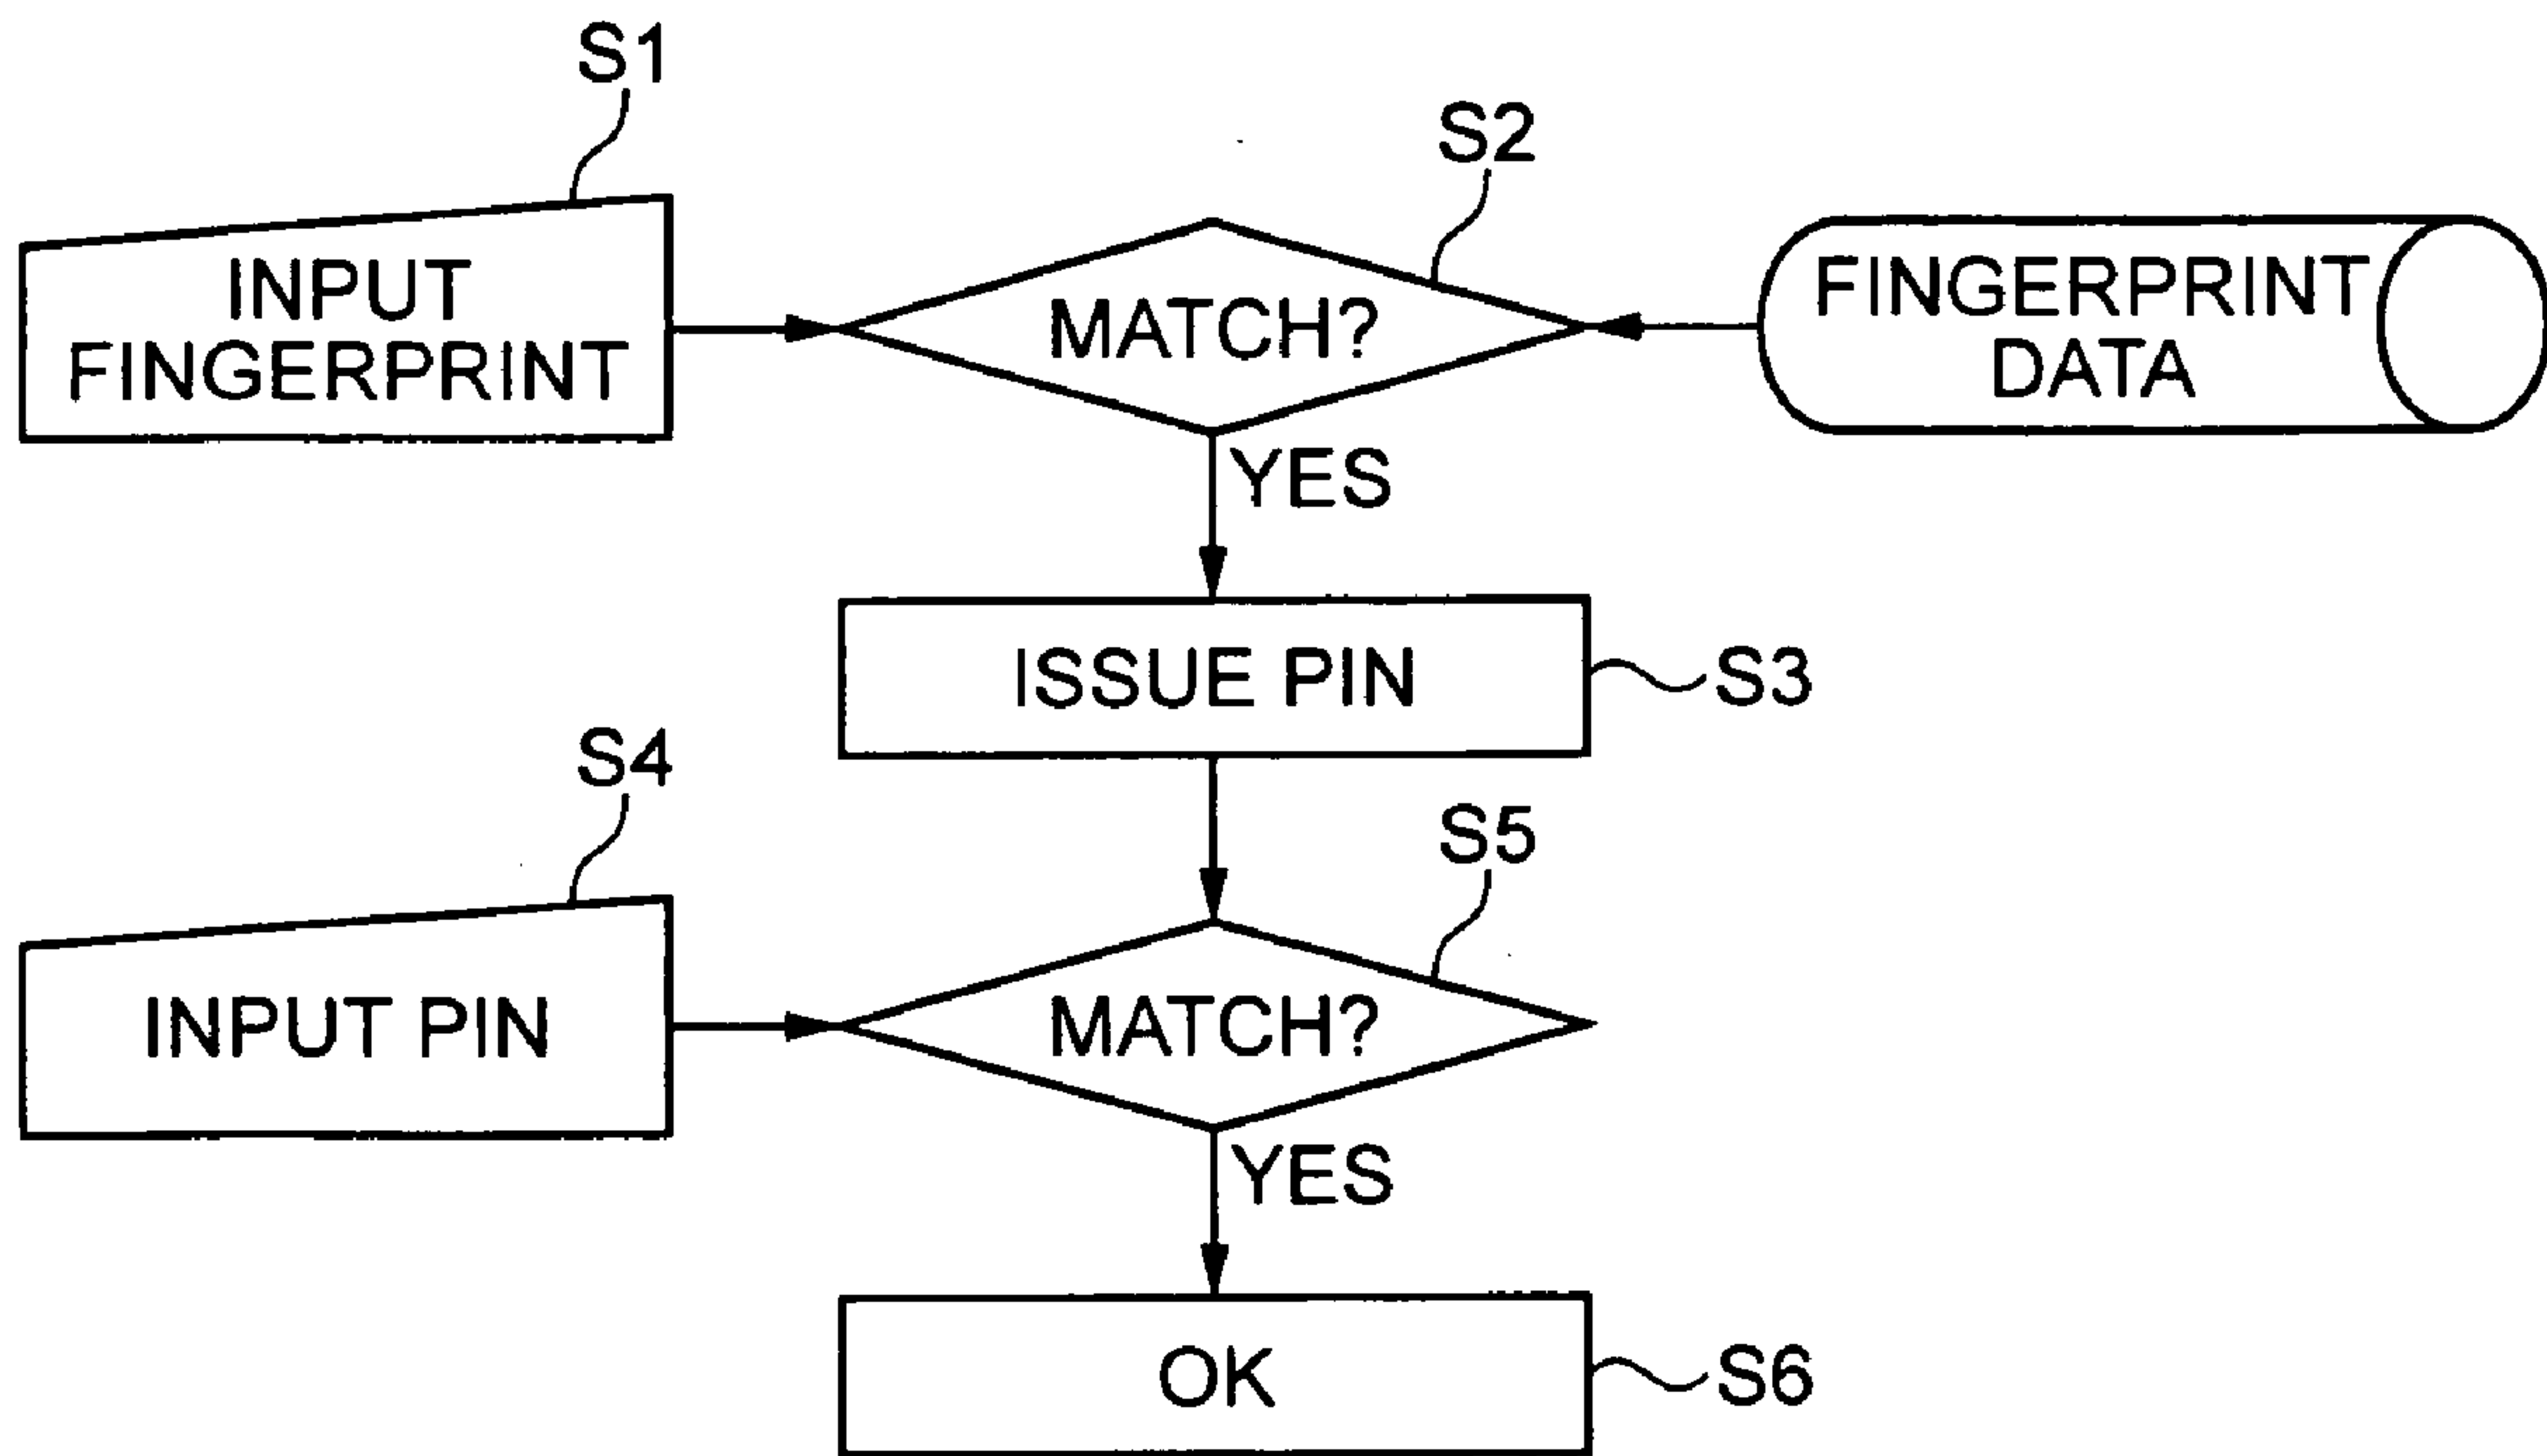 S1
S2
INPUT
FINGERPRINT
MATCH?
FINGERPRINT
DATA
YES
ISSUE PIN
S3
S4
S5
INPUT PIN
MATCH?
YES
OK
S6